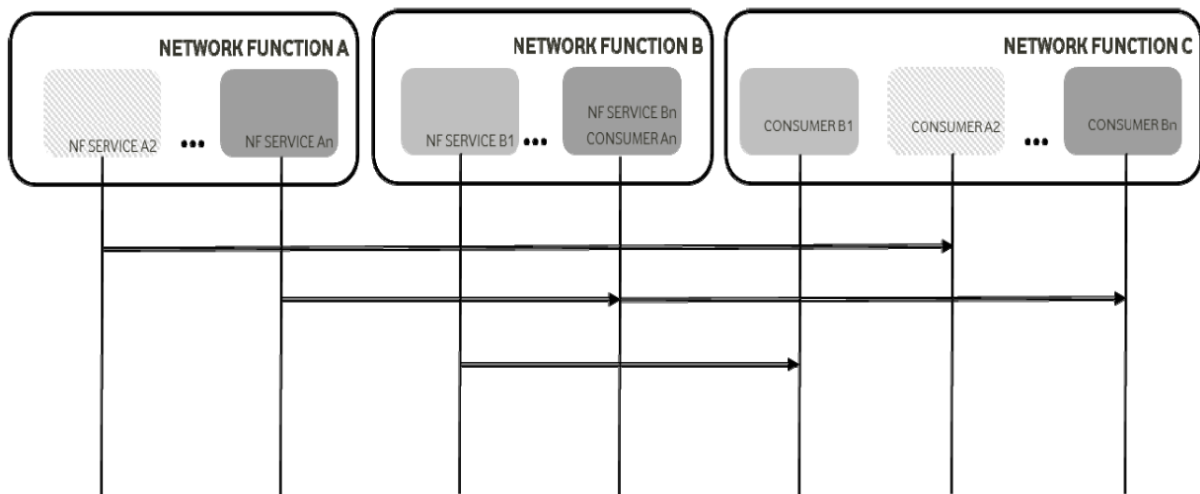 NETWORK FUNCTION A
NF SERVICE A2
...
NF SERVICE An
NETWORK FUNCTION B
NF SERVICE B1
...
NF SERVICE Bn
CONSUMER An
NETWORK FUNCTION C
CONSUMER B1
CONSUMER A2
...
CONSUMER Bn